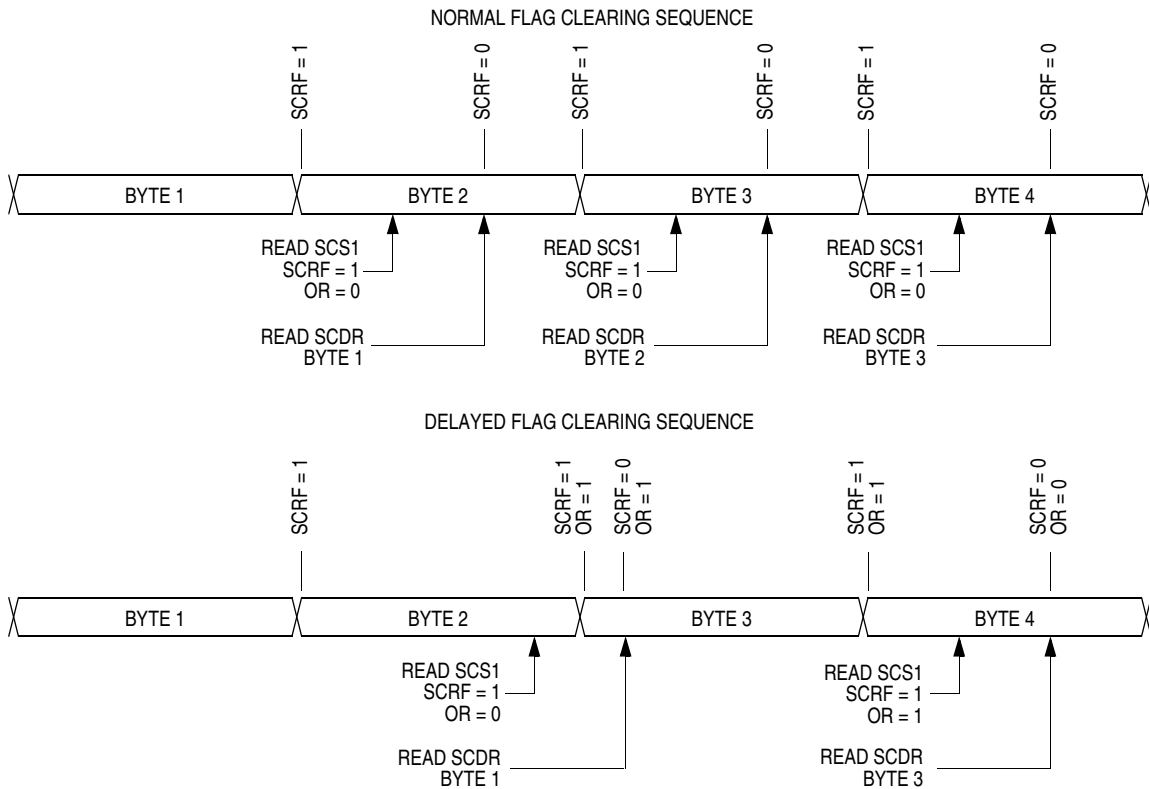 NORMAL FLAG CLEARING SEQUENCE
SCRF = 1
SCRF = 0
SCRF = 1
SCRF = 0
SCRF = 1
SCRF = 0
BYTE 1
BYTE 2
BYTE 3
BYTE 4
READ SCS1
SCRF = 1
OR = 0
READ SCS1
SCRF = 1
OR = 0
READ SCS1
SCRF = 1
OR = 0
READ SCDR
BYTE 1
READ SCDR
BYTE 2
READ SCDR
BYTE 3
DELAYED FLAG CLEARING SEQUENCE
SCRF = 1
SCRF = 1
OR = 1
SCRF = 0
OR = 1
SCRF = 1
OR = 1
SCRF = 0
OR = 0
BYTE 1
BYTE 2
BYTE 3
BYTE 4
READ SCS1
SCRF = 1
OR = 0
READ SCS1
SCRF = 1
OR = 1
READ SCDR
BYTE 1
READ SCDR
BYTE 3